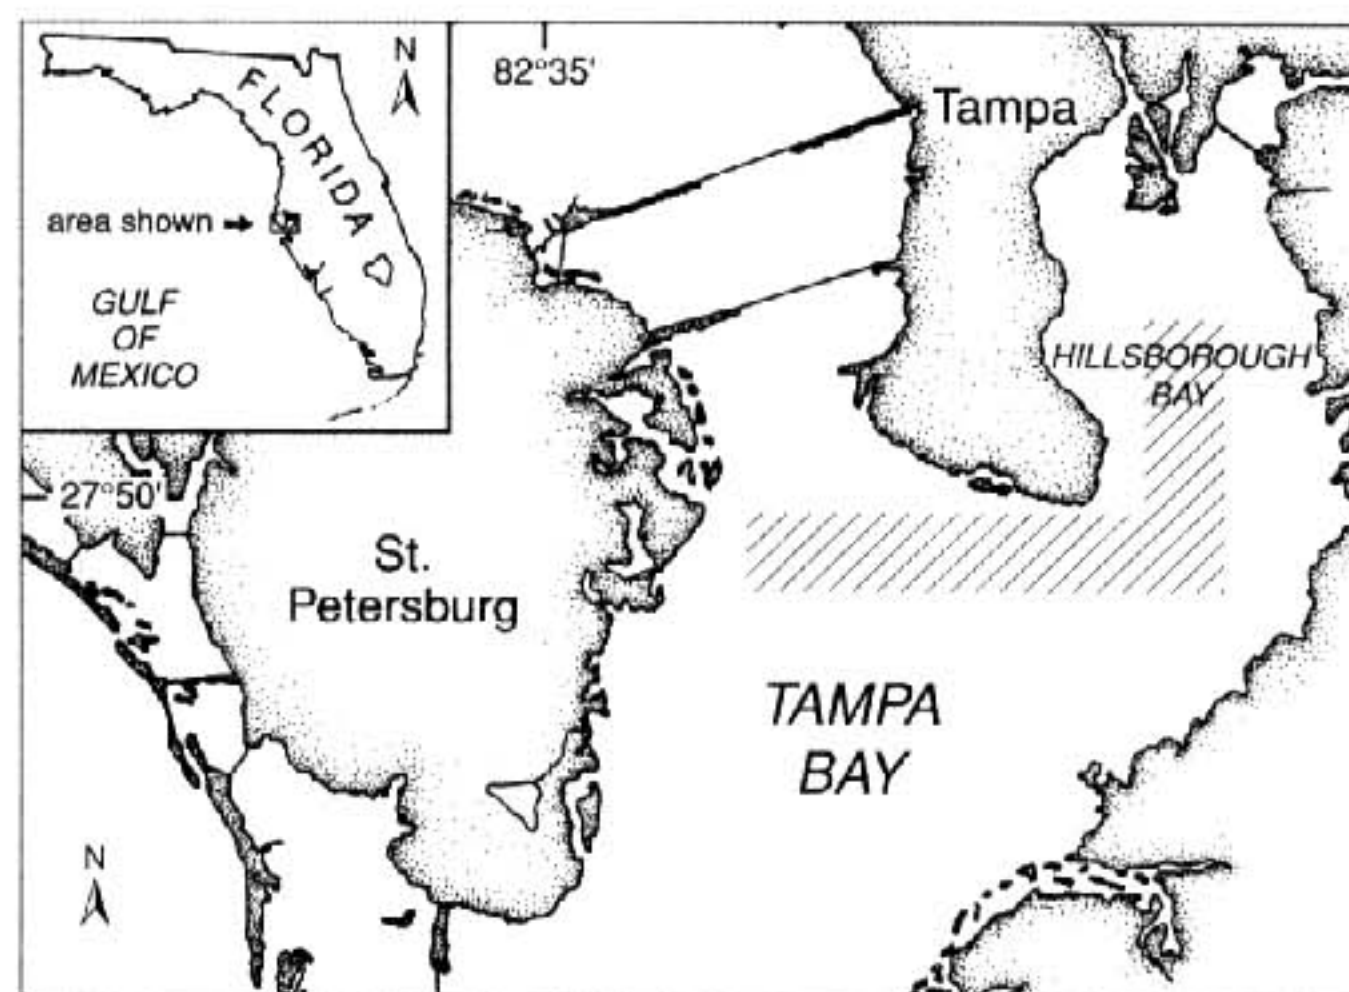 N
FLORIDA
area shown
GULF
OF
MEXICO
82°35'
Tampa
HILLSBOROUGH
BAY
27°50'
St.
Petersburg
TAMPA
BAY
N